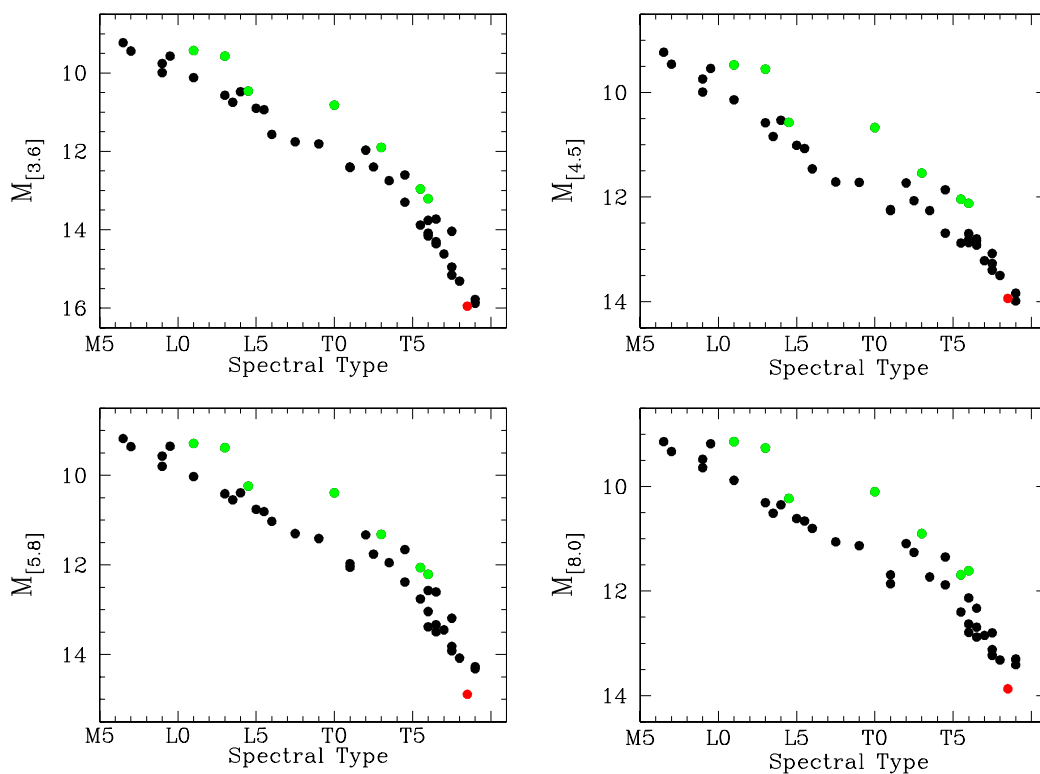 M[3.6]
10
12
14
16
M5 L0 L5 T0 T5
Spectral Type
M[4.5]
10
12
14
M5 L0 L5 T0 T5
Spectral Type
M[5.8]
10
12
14
M5 L0 L5 T0 T5
Spectral Type
M[8.0]
10
12
14
M5 L0 L5 T0 T5
Spectral Type